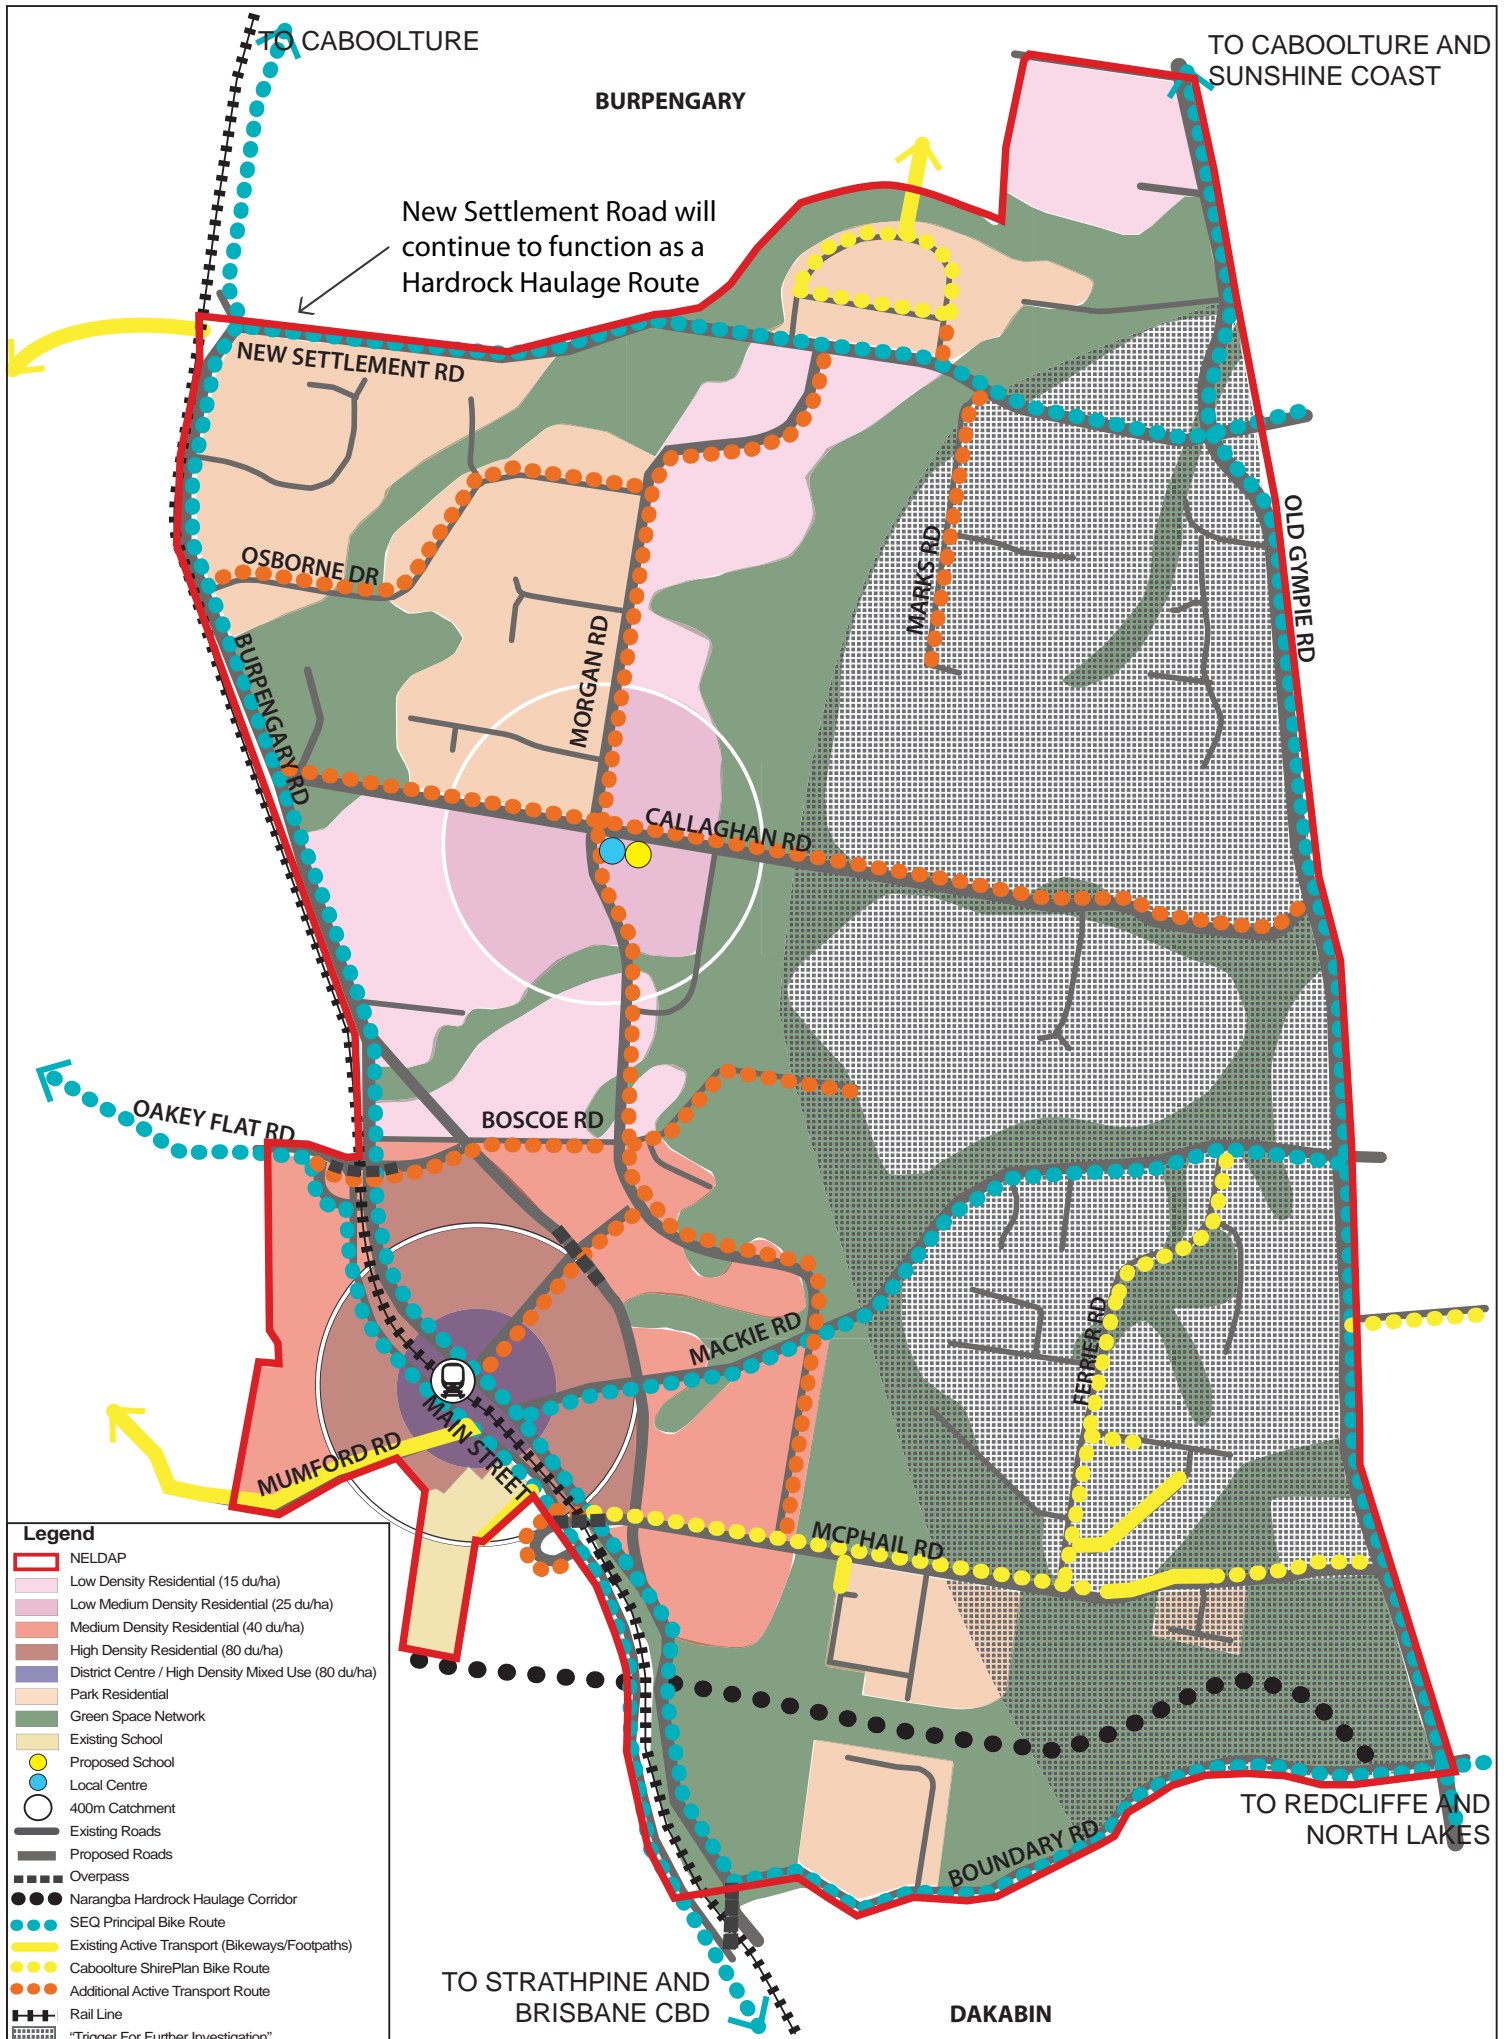 TO CABOOLTURE
TO CABOOLTURE AND
SUNSHINE COAST
BURPENGARY
New Settlement Road will
continue to function as a
Hardrock Haulage Route
NEW SETTLEMENT RD
OSBORNE DR
MARKS RD
OLD GYMPIE RD
BURPENGARY RD
MORGAN RD
CALLAGHAN RD
OAKEY FLAT RD
BOSCOE RD
MACKIE RD
FERRIER RD
MAIN STREET
MUMFORD RD
MCPHAIL RD
BOUNDARY RD
TO REDCLIFFE AND
NORTH LAKES
TO STRATHPINE AND
BRISBANE CBD
DAKABIN
Legend
NELDAP
Low Density Residential (15 du/ha)
Low Medium Density Residential (25 du/ha)
Medium Density Residential (40 du/ha)
High Density Residential (80 du/ha)
District Centre / High Density Mixed Use (80 du/ha)
Park Residential
Green Space Network
Existing School
Proposed School
Local Centre
400m Catchment
Existing Roads
Proposed Roads
Overpass
Narangba Hardrock Haulage Corridor
SEQ Principal Bike Route
Existing Active Transport (Bikeways/Footpaths)
Caboolture ShirePlan Bike Route
Additional Active Transport Route
Rail Line
"Trigger For Further Investigation"